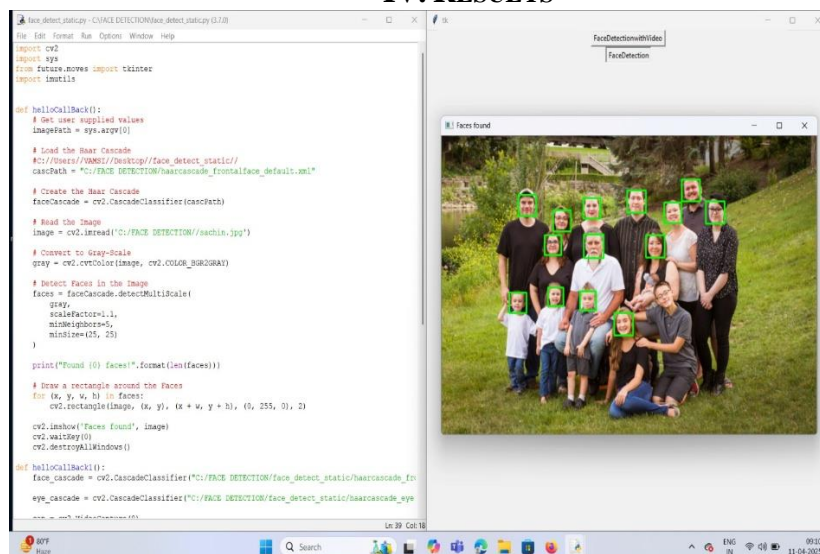 IV. RESULTS
face_detect_static.py - C:\FACE DETECTION\face_detect_static.py (3.7.0)
File Edit Format Run Options Window Help
import cv2
import sys
from future.moves import tkinter
import imutils
def helloCallBack():
# Get user supplied values
imagePath = sys.argv[0]
# Load the Haar Cascade
#C://Users//VAMSI//Desktop//face_detect_static//
cascPath = "C:/FACE DETECTION/haarcascade_frontalface_default.xml"
# Create the Haar Cascade
faceCascade = cv2.CascadeClassifier(cascPath)
# Read the Image
image = cv2.imread('C:/FACE DETECTION//sachin.jpg')
# Convert to Gray-Scale
gray = cv2.cvtColor(image, cv2.COLOR_BGR2GRAY)
# Detect Faces in the Image
faces = faceCascade.detectMultiScale(
gray,
scaleFactor=1.1,
minNeighbors=5,
minSize=(25, 25)
)
print("Found {0} faces!".format(len(faces)))
# Draw a rectangle around the Faces
for (x, y, w, h) in faces:
cv2.rectangle(image, (x, y), (x + w, y + h), (0, 255, 0), 2)
cv2.imshow('Faces found', image)
cv2.waitKey(0)
cv2.destroyAllWindows()
def helloCallBack1():
face_cascade = cv2.CascadeClassifier("C:/FACE DETECTION/face_detect_static/haarcascade_fro
eye_cascade = cv2.CascadeClassifier("C:/FACE DETECTION/face_detect_static/haarcascade_eye
Ln: 39 Col: 18
tk
FaceDetectionwithVideo
FaceDetection
Faces found
80°F
Haze
Search
ENG
IN
09:10
11-04-2025